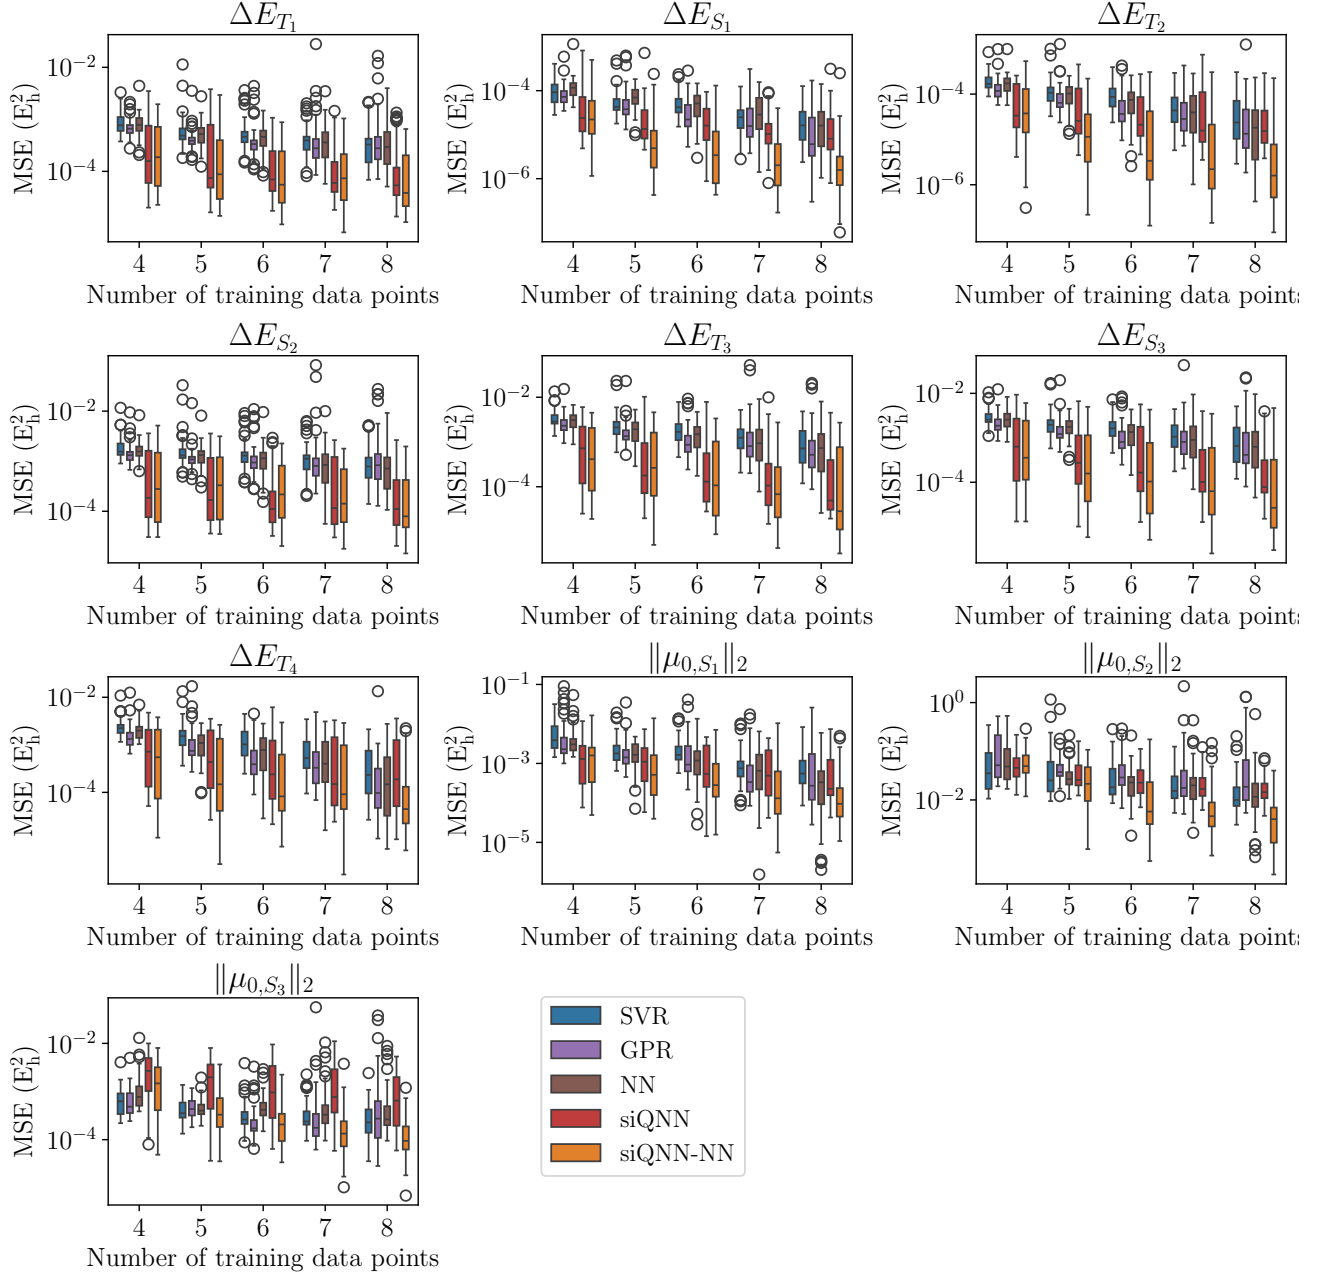 ΔE_{T_1}
MSE (E_h^2)
10^{-2}
10^{-4}
4 5 6 7 8
Number of training data points
ΔE_{S_1}
MSE (E_h^2)
10^{-4}
10^{-6}
4 5 6 7 8
Number of training data points
ΔE_{T_2}
MSE (E_h^2)
10^{-4}
10^{-6}
4 5 6 7 8
Number of training data points
ΔE_{S_2}
MSE (E_h^2)
10^{-2}
10^{-4}
4 5 6 7 8
Number of training data points
ΔE_{T_3}
MSE (E_h^2)
10^{-2}
10^{-4}
4 5 6 7 8
Number of training data points
ΔE_{S_3}
MSE (E_h^2)
10^{-2}
10^{-4}
4 5 6 7 8
Number of training data points
ΔE_{T_4}
MSE (E_h^2)
10^{-2}
10^{-4}
4 5 6 7 8
Number of training data points
‖μ_{0,S_1}‖_2
MSE (E_h^2)
10^{-1}
10^{-3}
10^{-5}
4 5 6 7 8
Number of training data points
‖μ_{0,S_2}‖_2
MSE (E_h^2)
10^0
10^{-2}
4 5 6 7 8
Number of training data points
‖μ_{0,S_3}‖_2
MSE (E_h^2)
10^{-2}
10^{-4}
4 5 6 7 8
Number of training data points
SVR
GPR
NN
siQNN
siQNN-NN